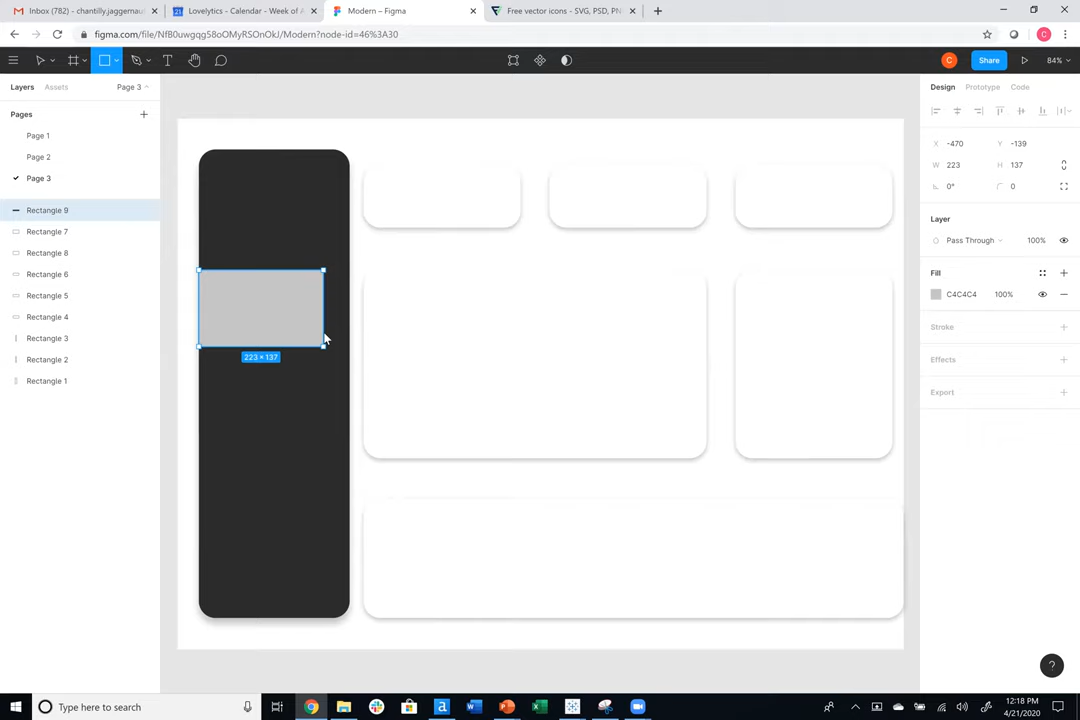 Inbox (782) - chantilly.jaggernau
Lovelytics - Calendar - Week of A
Modern – Figma
Free vector icons - SVG, PSD, PN
figma.com/file/NfB0uwgqgS8oOMyRSOnOkJ/Modern?node-id=46%3A30
C
C
Share
84%
Layers
Assets
Page 3
Design
Prototype
Code
Pages
Page 1
Page 2
Page 3
Rectangle 9
Rectangle 7
Rectangle 8
Rectangle 6
Rectangle 5
Rectangle 4
Rectangle 3
Rectangle 2
Rectangle 1
223 × 137
X -470
Y -139
W 223
H 137
0°
0
Layer
Pass Through
100%
Fill
C4C4C4
100%
Stroke
Effects
Export
?
Type here to search
12:18 PM
4/21/2020